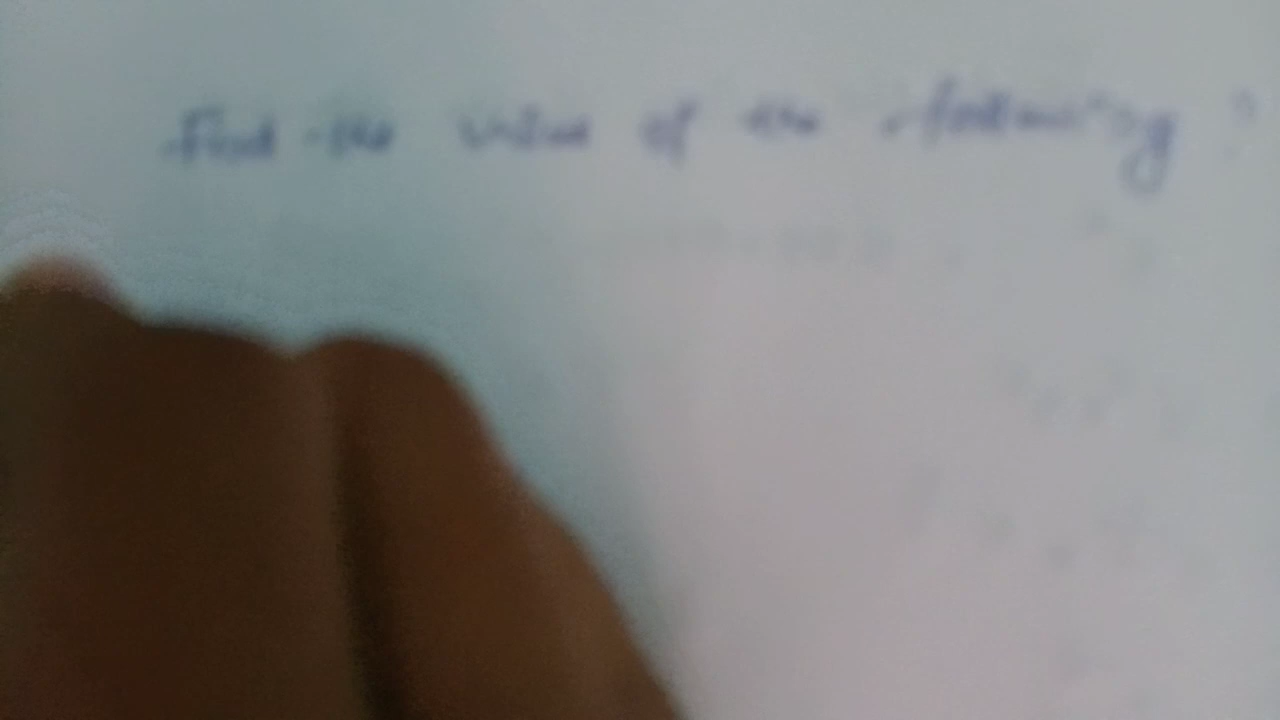 Find the value of the following :